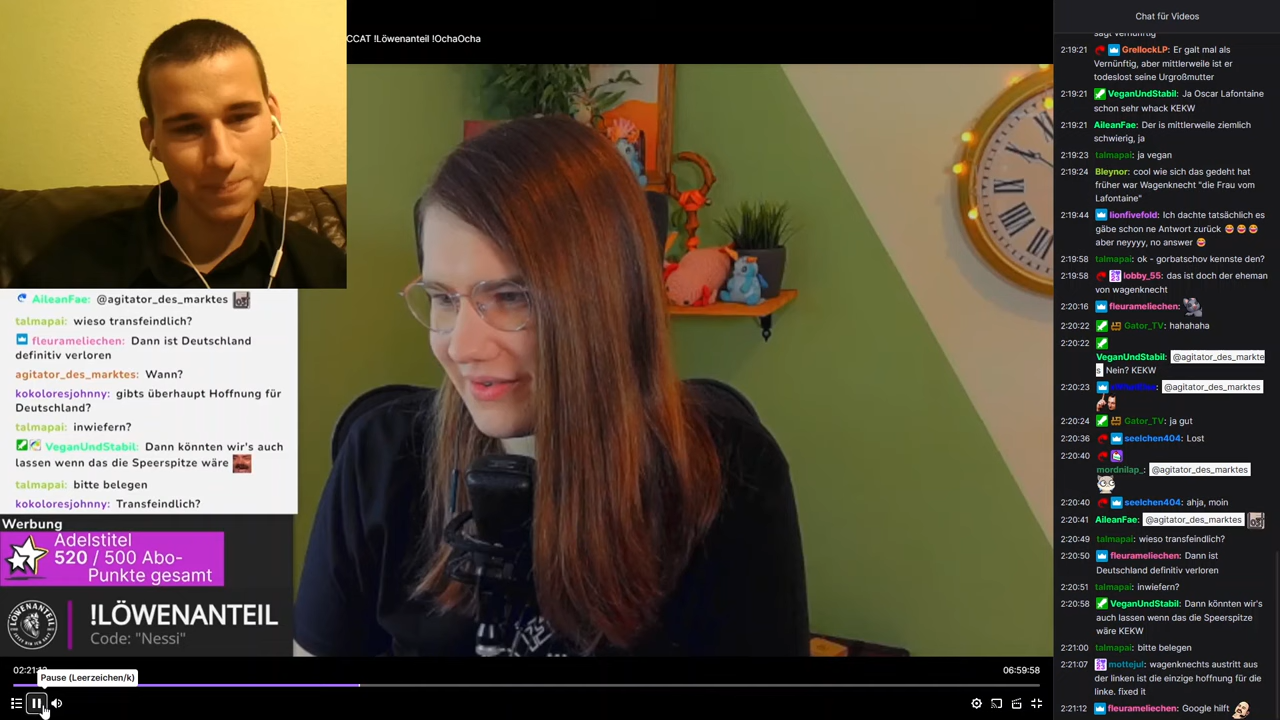 CCAT !Löwenanteil !OchaOcha
AileanFae: @agitator_des_marktes
talmapai: wieso transfeindlich?
fleurameliechen: Dann ist Deutschland
definitiv verloren
agitator_des_marktes: Wann?
kokoloresjohnny: gibts überhaupt Hoffnung für
Deutschland?
talmapai: inwiefern?
VeganUndStabil: Dann könnten wir's auch
lassen wenn das die Speerspitze wäre
talmapai: bitte belegen
kokoloresjohnny: Transfeindlich?
Werbung
Adelstitel
520 / 500 Abo-
Punkte gesamt
!LÖWENANTEIL
Code: "Nessi"
02:21:12
Pause (Leerzeichen/k)
06:59:58
Chat für Videos
sagt vernünftig
2:19:21 GrellockLP: Er galt mal als
Vernünftig, aber mittlerweile ist er
todeslost seine Urgroßmutter
2:19:21 VeganUndStabil: Ja Oscar Lafontaine
schon sehr whack KEKW
2:19:21 AileanFae: Der is mittlerweile ziemlich
schwierig, ja
2:19:23 talmapai: ja vegan
2:19:24 Bleynor: cool wie sich das gedeht hat
früher war Wagenknecht "die Frau vom
Lafontaine"
2:19:44 lionfivefold: Ich dachte tatsächlich es
gäbe schon ne Antwort zurück
aber neyyyy, no answer
2:19:58 talmapai: ok - gorbatschov kennste den?
2:19:58 lobby_55: das ist doch der eheman
von wagenknecht
2:20:16 fleurameliechen:
2:20:22 Gator_TV: hahahaha
2:20:22
VeganUndStabil: @agitator_des_markte
s Nein? KEKW
2:20:23 @agitator_des_marktes
2:20:24 Gator_TV: ja gut
2:20:36 seelchen404: Lost
2:20:40
mordnilap_: @agitator_des_marktes
2:20:40 seelchen404: ahja, moin
2:20:41 AileanFae: @agitator_des_marktes
2:20:49 talmapai: wieso transfeindlich?
2:20:50 fleurameliechen: Dann ist
Deutschland definitiv verloren
2:20:51 talmapai: inwiefern?
2:20:58 VeganUndStabil: Dann könnten wir's
auch lassen wenn das die Speerspitze
wäre KEKW
2:21:00 talmapai: bitte belegen
2:21:07 mottejul: wagenknechts austritt aus
der linken ist die einzige hoffnung für die
linke. fixed it
2:21:12 fleurameliechen: Google hilft